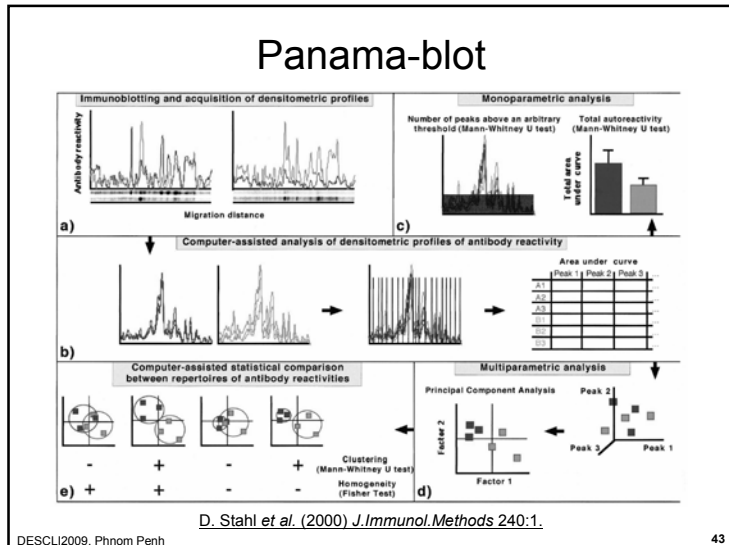 Panama-blot
Immunoblotting and acquisition of densitometric profiles
Antibody reactivity
Migration distance
a)
Monoparametric analysis
Number of peaks above an arbitrary
threshold (Mann-Whitney U test)
Total autoreactivity
(Mann-Whitney U test)
Total area
under curve
c)
Computer-assisted analysis of densitometric profiles of antibody reactivity
Area under curve
Peak 1 Peak 2 Peak 3 ...
A1
A2
A3
B1
B2
B3
b)
Computer-assisted statistical comparison
between repertoires of antibody reactivities
- + - +
Clustering
(Mann-Whitney U test)
+ + - -
Homogeneity
(Fisher Test)
e)
Multiparametric analysis
Principal Component Analysis
Factor 2
Factor 1
Peak 2
Peak 3
Peak 1
d)
D. Stahl et al. (2000) J.Immunol.Methods 240:1.
DESCLI2009, Phnom Penh
43